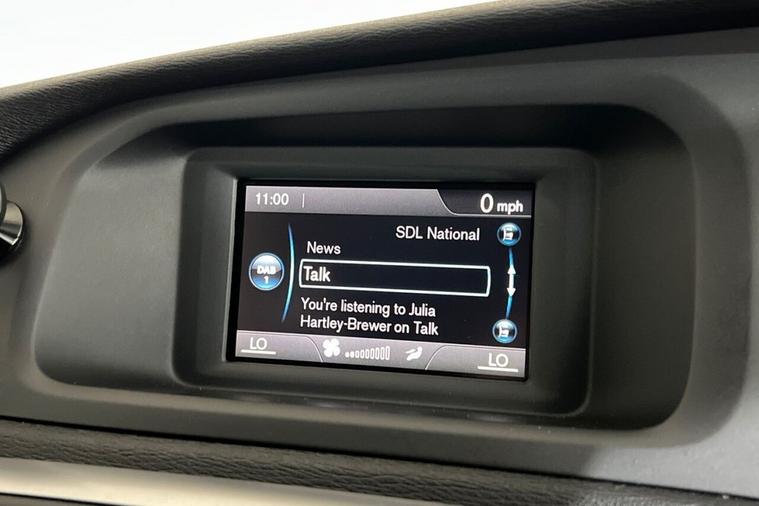 11:00
0 mph
SDL National
News
DAB
1
Talk
You're listening to Julia
Hartley-Brewer on Talk
LO
LO